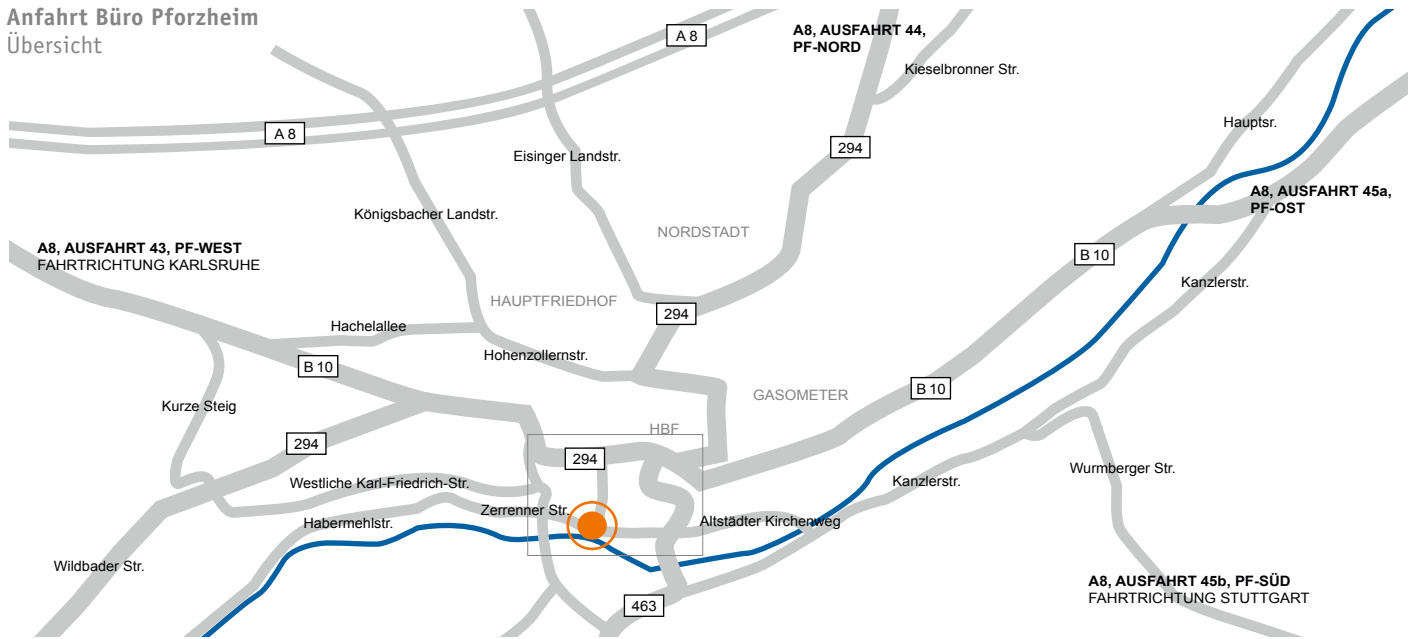 Anfahrt Büro Pforzheim
Übersicht
A8, AUSFAHRT 44,
PF-NORD
A 8
Kieselbronner Str.
Hauptsr.
A 8
294
Eisinger Landstr.
A8, AUSFAHRT 45a,
PF-OST
Königsbacher Landstr.
NORDSTADT
A8, AUSFAHRT 43, PF-WEST
FAHRTRICHTUNG KARLSRUHE
B 10
Kanzlerstr.
HAUPTFRIEDHOF
294
Hachelallee
Hohenzollernstr.
B 10
B 10
GASOMETER
Kurze Steig
HBF
294
294
Wurmberger Str.
Westliche Karl-Friedrich-Str.
Kanzlerstr.
Zerrenner Str.
Habermehlstr.
Altstädter Kirchenweg
Wildbader Str.
A8, AUSFAHRT 45b, PF-SÜD
FAHRTRICHTUNG STUTTGART
463